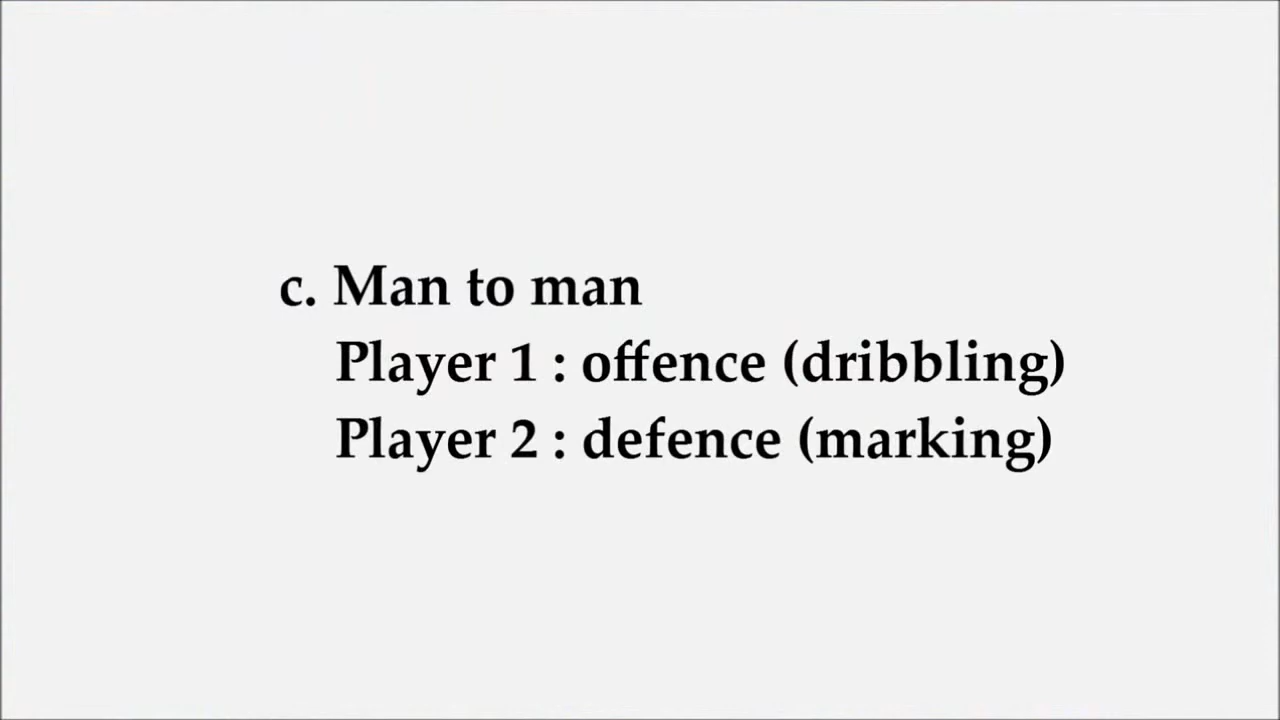 c. Man to man
Player 1 : offence (dribbling)
Player 2 : defence (marking)